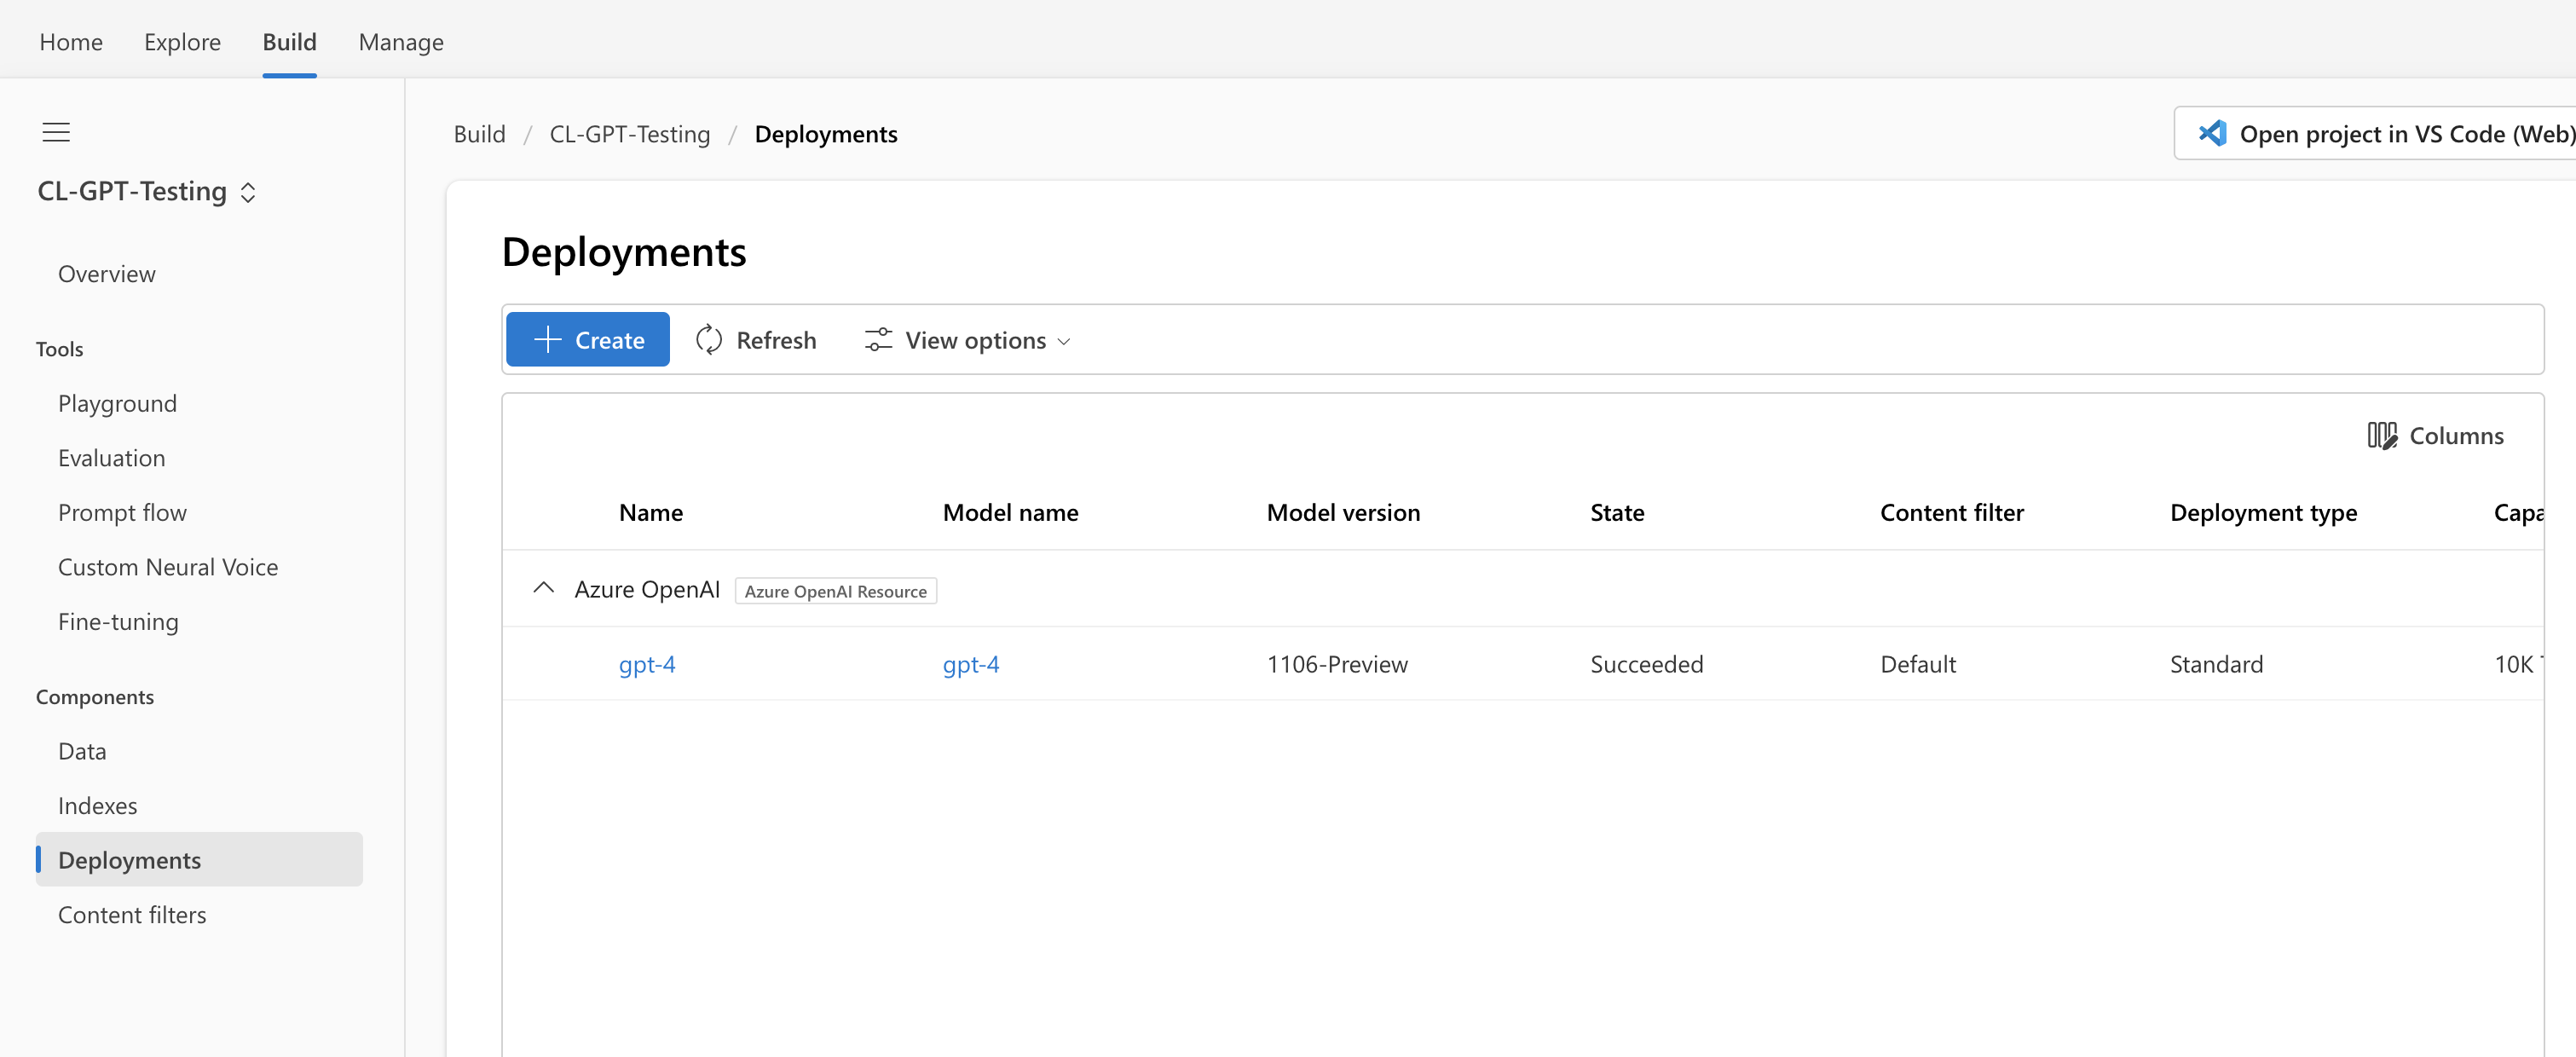 Home Explore Build Manage
Build / CL-GPT-Testing / Deployments
Open project in VS Code (Web)
CL-GPT-Testing
Overview
Tools
Playground
Evaluation
Prompt flow
Custom Neural Voice
Fine-tuning
Components
Data
Indexes
Deployments
Content filters
Deployments
Create Refresh View options
Columns
Name Model name Model version State Content filter Deployment type
Azure OpenAI Azure OpenAI Resource
gpt-4 gpt-4 1106-Preview Succeeded Default Standard 10K